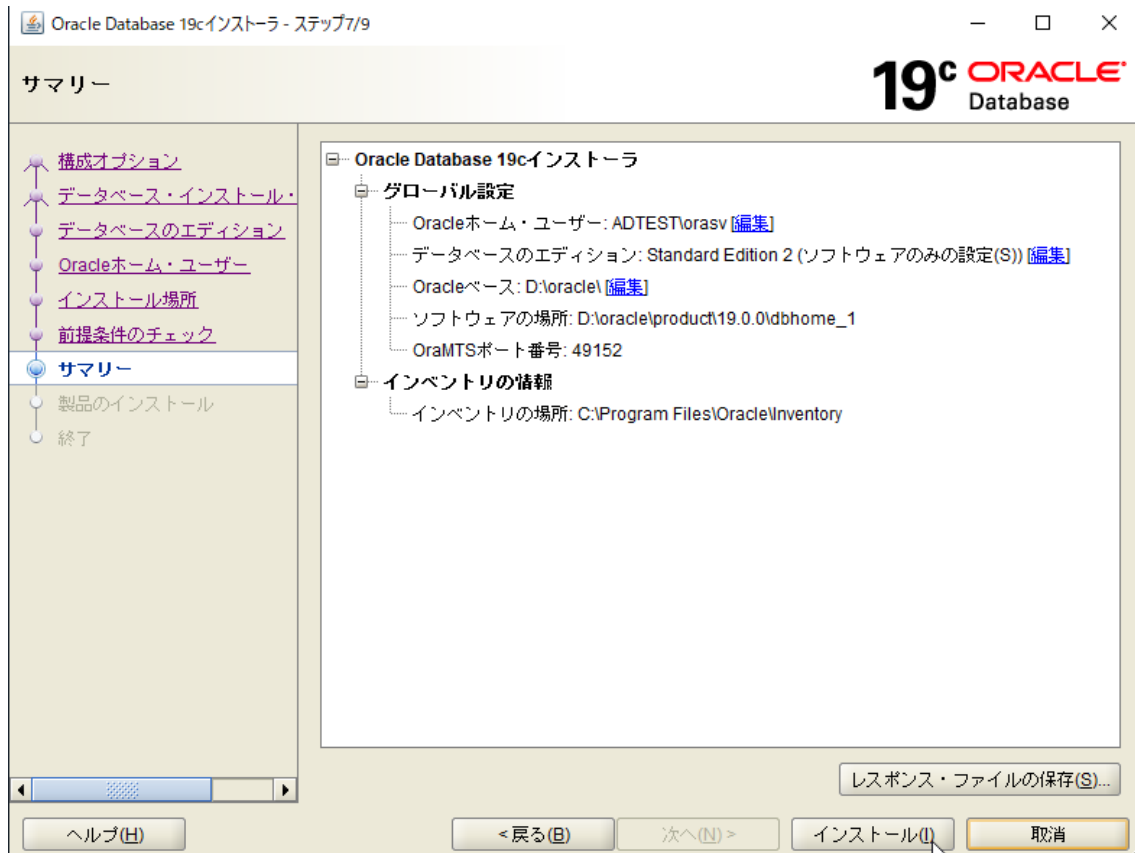 Oracle Database 19cインストーラ - ステップ7/9
サマリー
19c ORACLE
Database
構成オプション
データベース・インストール・
データベースのエディション
Oracleホーム・ユーザー
インストール場所
前提条件のチェック
サマリー
製品のインストール
終了
Oracle Database 19cインストーラ
グローバル設定
Oracleホーム・ユーザー: ADTEST\orasv [編集]
データベースのエディション: Standard Edition 2 (ソフトウェアのみの設定(S)) [編集]
Oracleベース: D:\oracle\ [編集]
ソフトウェアの場所: D:\oracle\product\19.0.0\dbhome_1
OraMTSポート番号: 49152
インベントリの情報
インベントリの場所: C:\Program Files\Oracle\Inventory
レスポンス・ファイルの保存(S)...
ヘルプ(H)
<戻る(B)
次へ(N)>
インストール(I)
取消